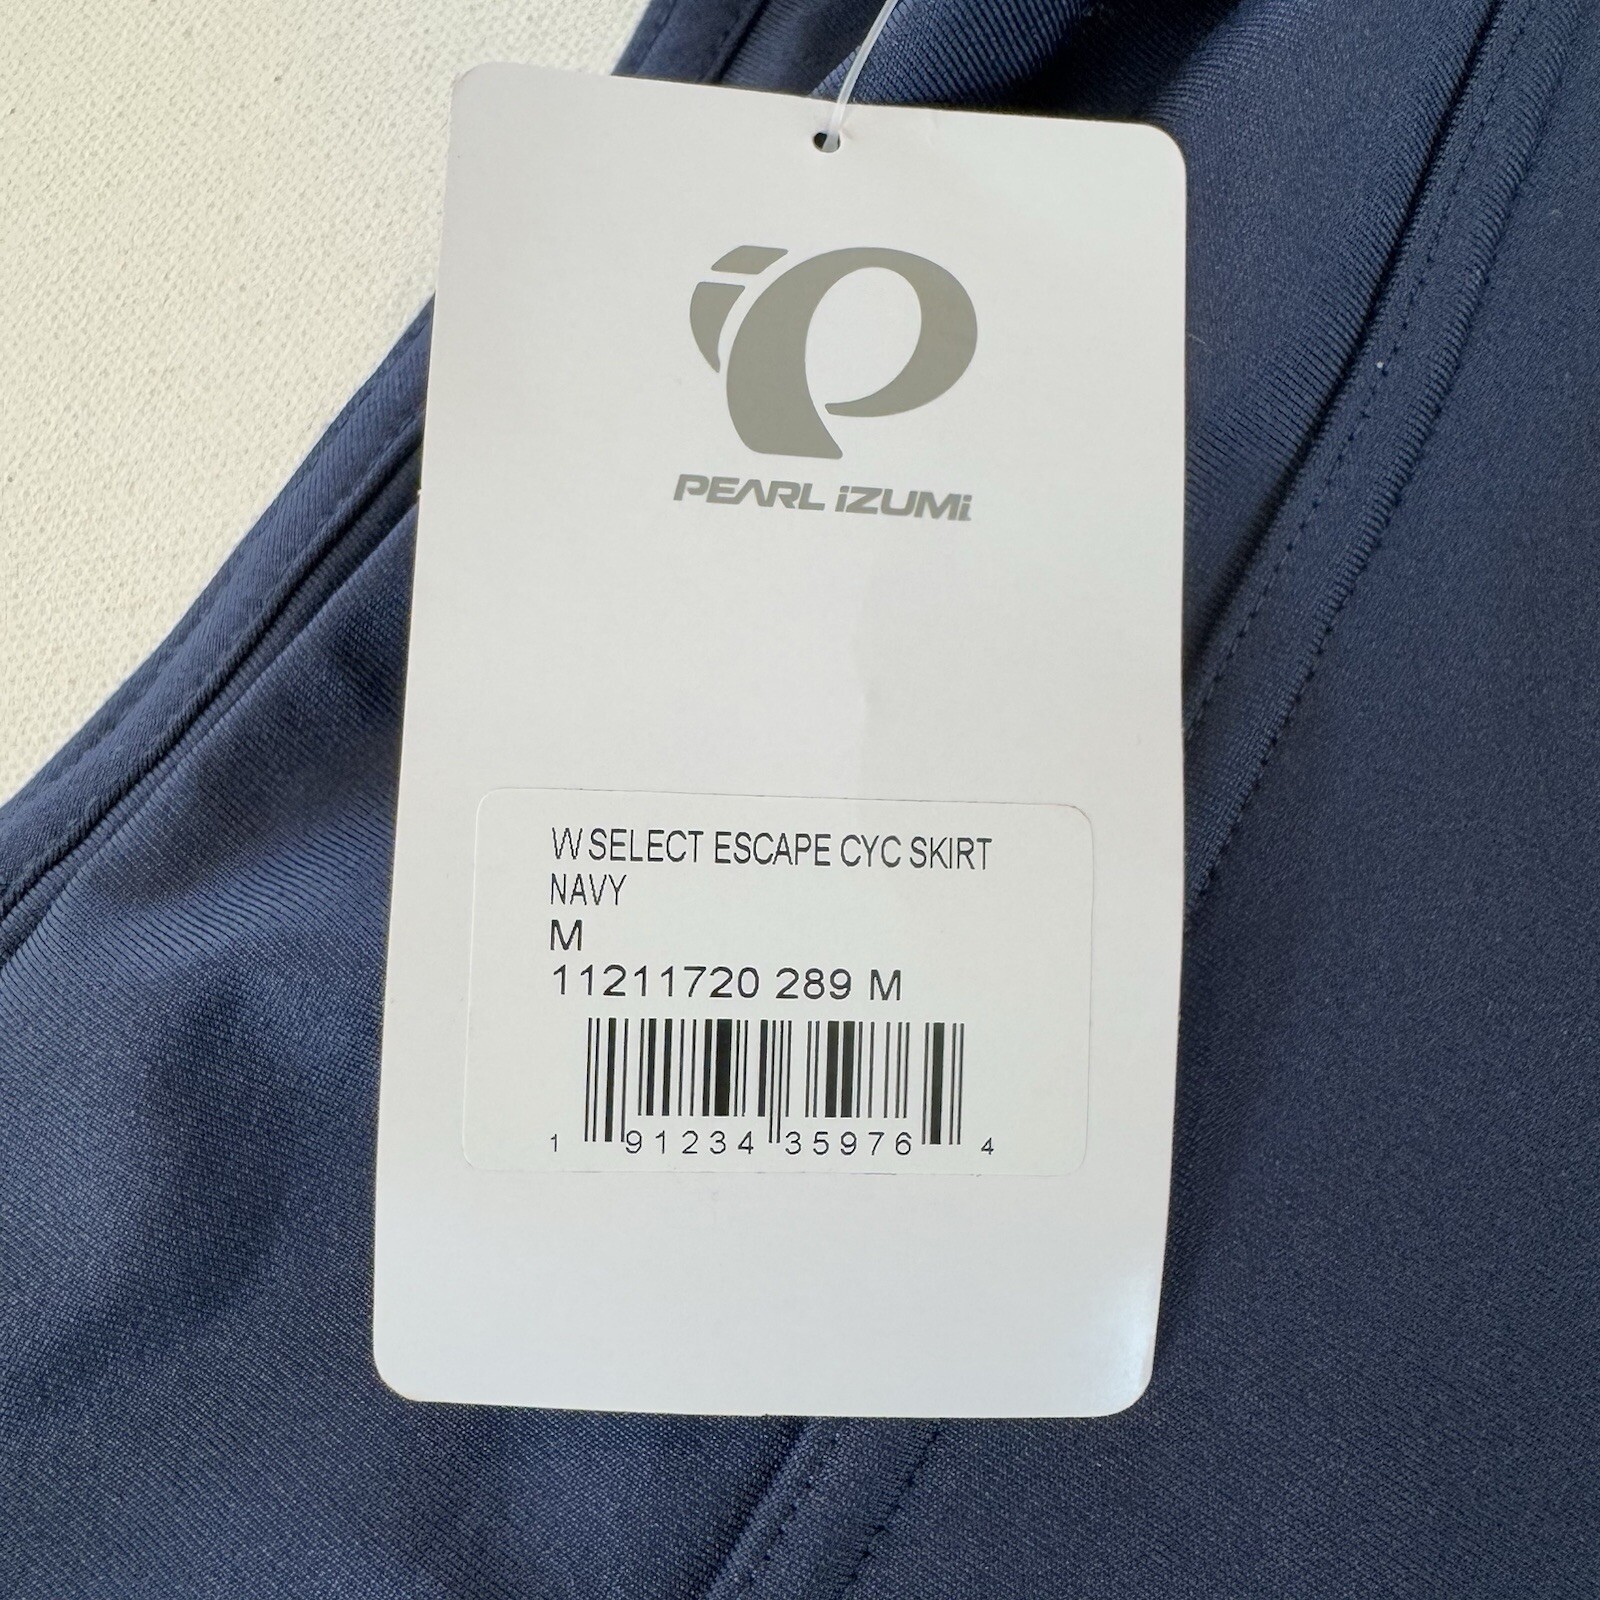 PEARL iZUMi
W SELECT ESCAPE CYC SKIRT
NAVY
M
11211720 289 M
1 91234 35976 4